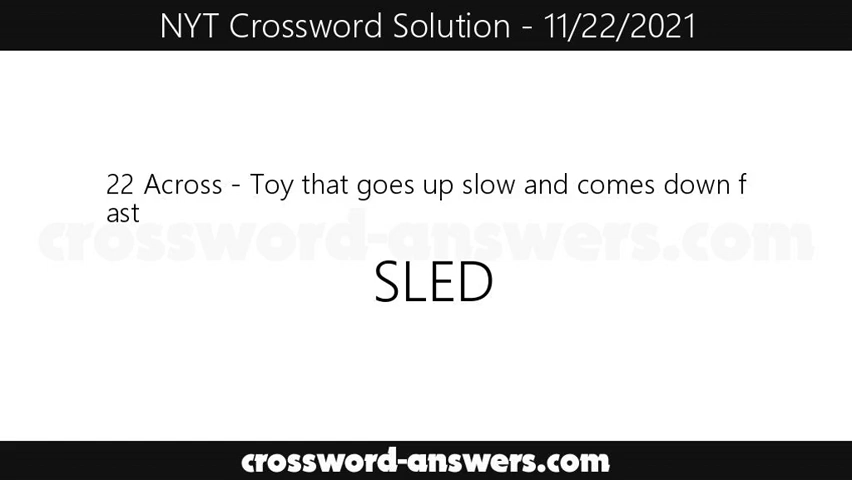 NYT Crossword Solution - 11/22/2021
22 Across - Toy that goes up slow and comes down f
ast
crossword-answers.com
SLED
crossword-answers.com